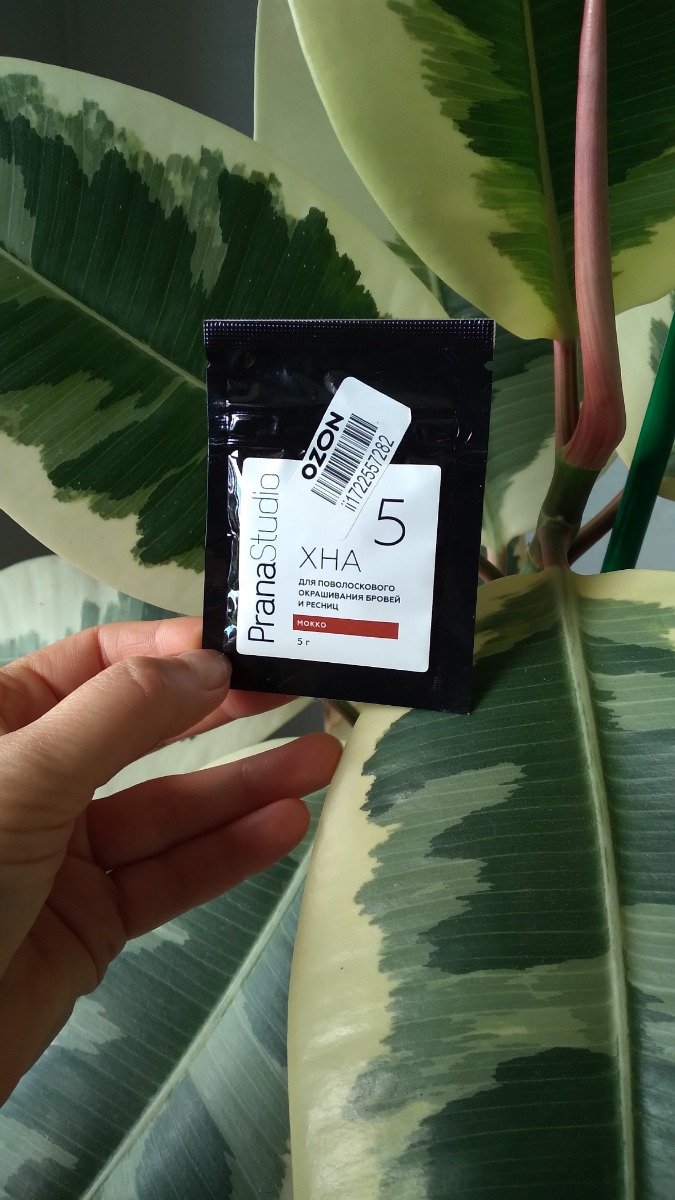 OZON
ii1722557282
PranaStudio
5
ХНА
ДЛЯ ПОВОЛОСКОВОГО
ОКРАШИВАНИЯ БРОВЕЙ
И РЕСНИЦ
МОККО
5 г